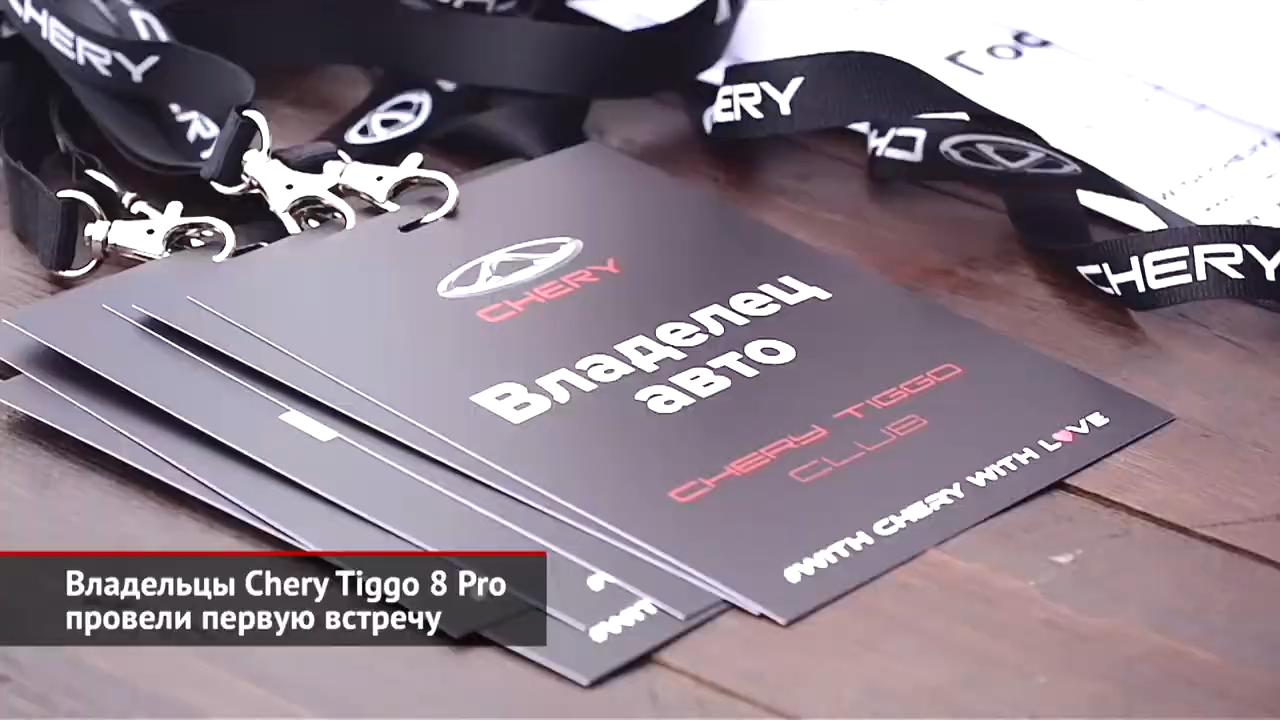 CHERY
CHERY
CHERY
CHERY
Владелец
авто
CHERY TIGGO
CLUB
#WITH CHERY WITH LOVE
Владельцы Chery Tiggo 8 Pro
провели первую встречу